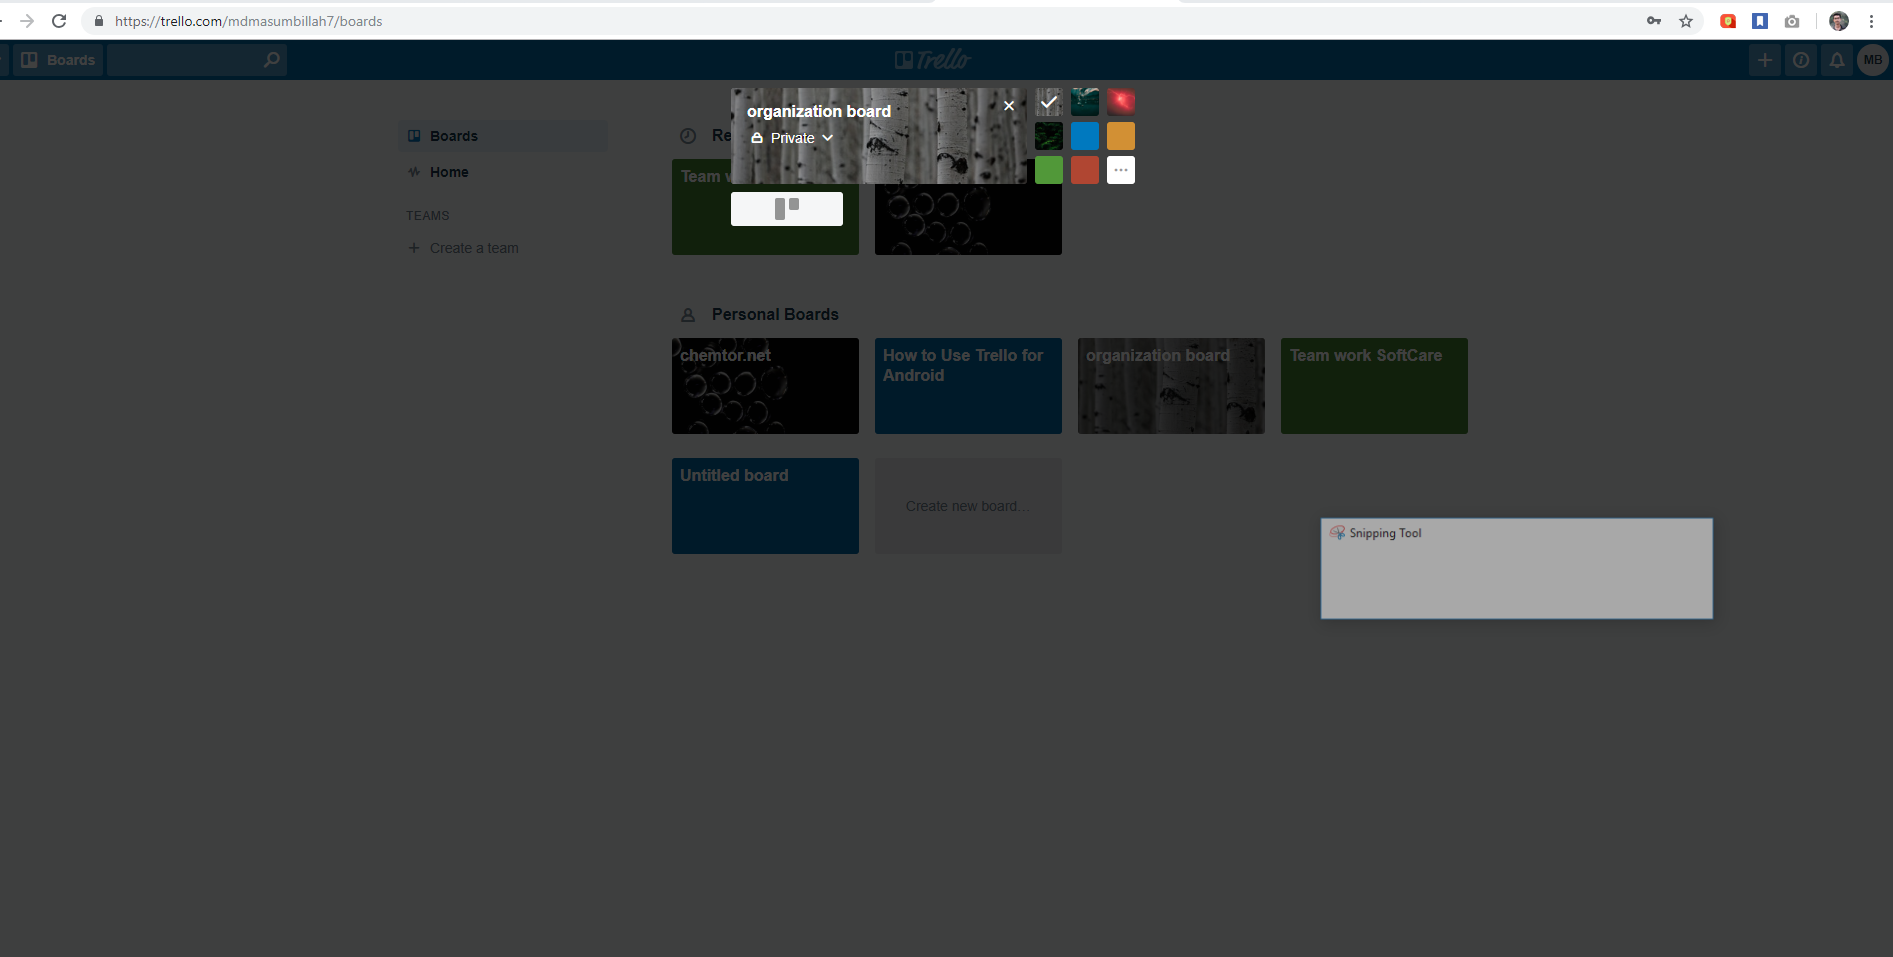 https://trello.com/mdmasumbillah7/boards
Boards
Trello
MB
organization board
Private
Boards
Re
Home
Team w
TEAMS
Create a team
Personal Boards
chemtor.net
How to Use Trello for
Android
organization board
Team work SoftCare
Untitled board
Create new board...
Snipping Tool